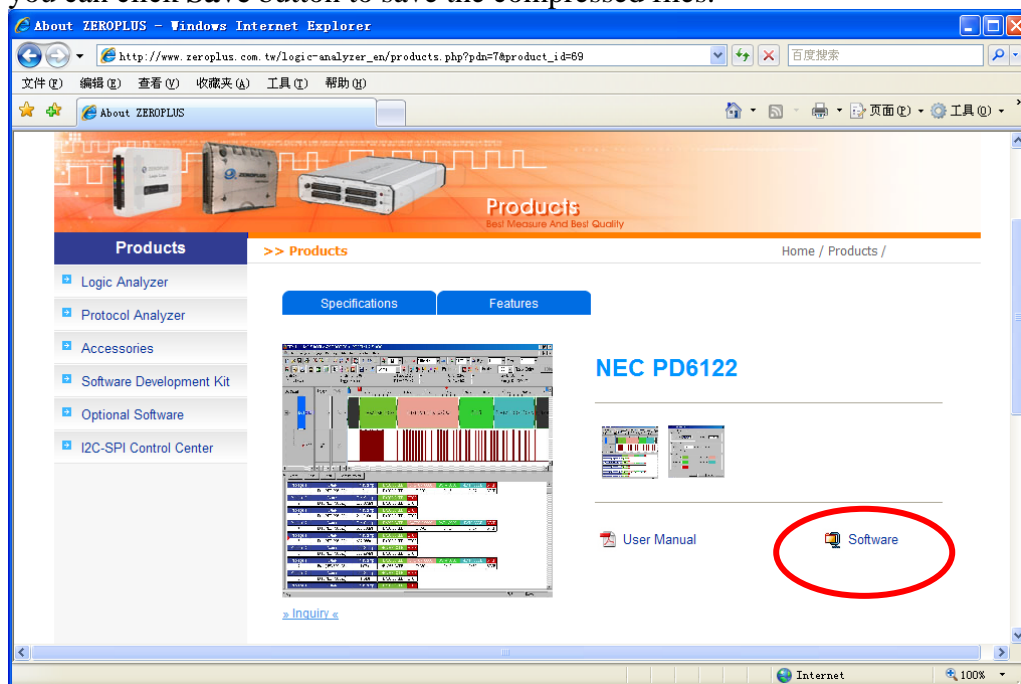 you can click Save button to save the compressed files.
About ZEROPLUS - Windows Internet Explorer
http://www.zeroplus.com.tw/logic-analyzer_en/products.php?pdn=7&product_id=69
百度搜索
文件(F) 编辑(E) 查看(V) 收藏夹(A) 工具(T) 帮助(H)
About ZEROPLUS
页面(P) 工具(O)
Products
Best Measure And Best Quality
Products
>> Products
Home / Products /
Logic Analyzer
Protocol Analyzer
Accessories
Software Development Kit
Optional Software
I2C-SPI Control Center
Specifications
Features
NEC PD6122
User Manual
Software
» Inquiry «
Internet
100%